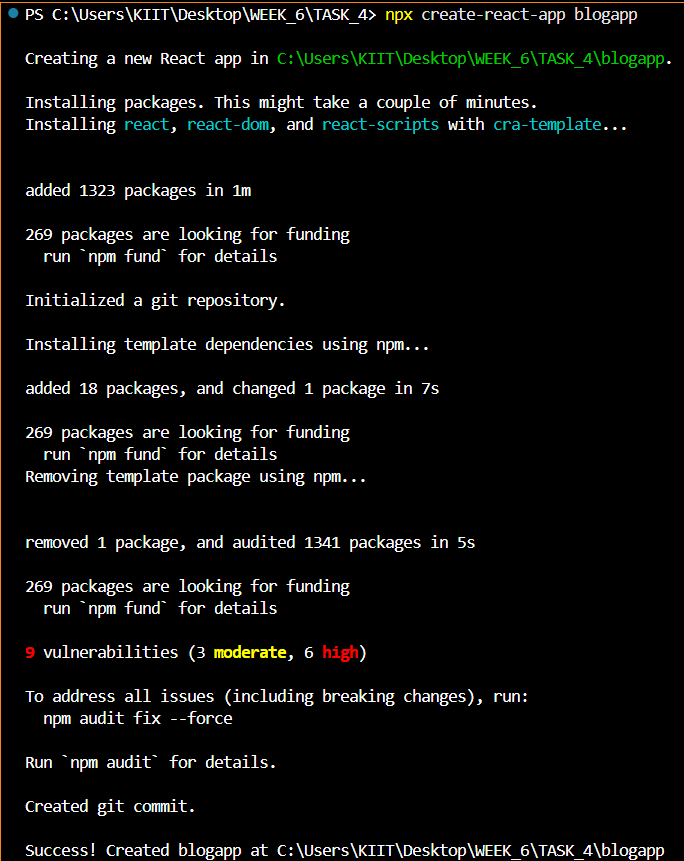 PS C:\Users\KIIT\Desktop\WEEK_6\TASK_4> npx create-react-app blogapp
Creating a new React app in C:\Users\KIIT\Desktop\WEEK_6\TASK_4\blogapp.
Installing packages. This might take a couple of minutes.
Installing react, react-dom, and react-scripts with cra-template...
added 1323 packages in 1m
269 packages are looking for funding
  run `npm fund` for details
Initialized a git repository.
Installing template dependencies using npm...
added 18 packages, and changed 1 package in 7s
269 packages are looking for funding
  run `npm fund` for details
Removing template package using npm...
removed 1 package, and audited 1341 packages in 5s
269 packages are looking for funding
  run `npm fund` for details
9 vulnerabilities (3 moderate, 6 high)
To address all issues (including breaking changes), run:
  npm audit fix --force
Run `npm audit` for details.
Created git commit.
Success! Created blogapp at C:\Users\KIIT\Desktop\WEEK_6\TASK_4\blogapp